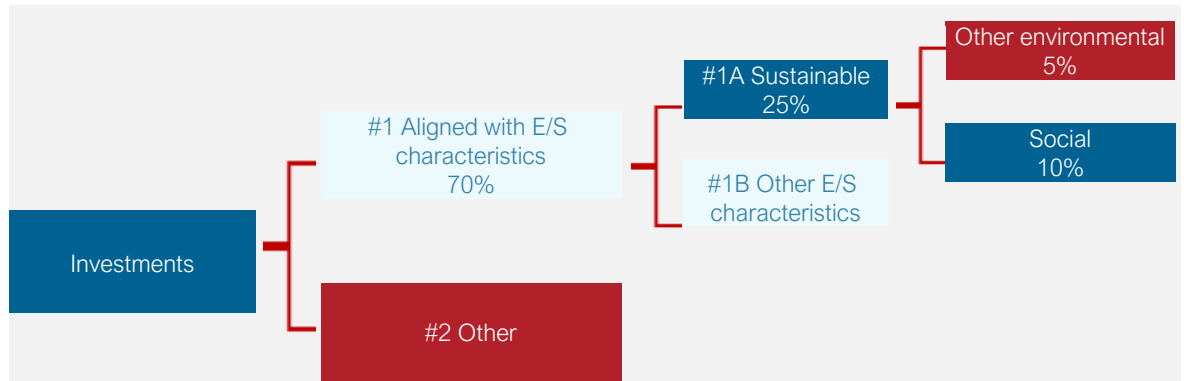 Investments
#1 Aligned with E/S
characteristics
70%
#2 Other
#1A Sustainable
25%
#1B Other E/S
characteristics
Other environmental
5%
Social
10%